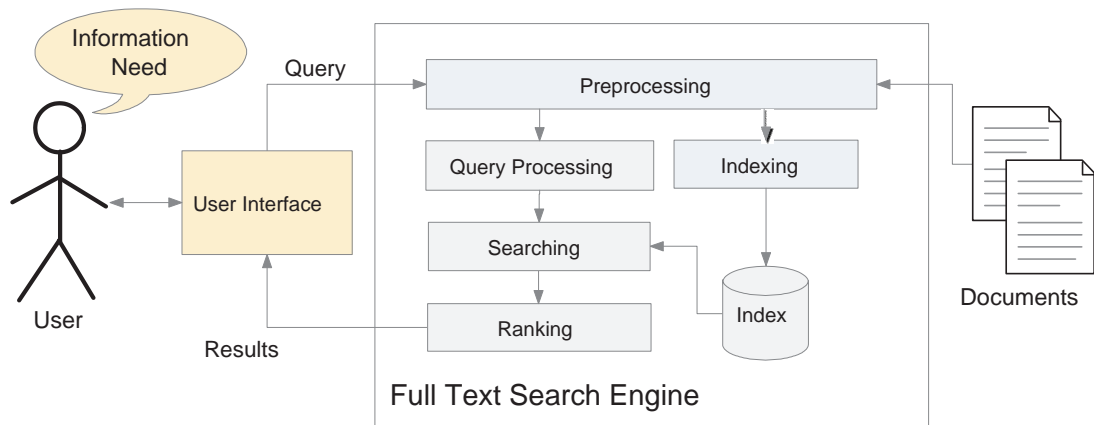 Information
Need
Query
Preprocessing
Query Processing
Indexing
User Interface
Searching
Index
Documents
User
Ranking
Results
Full Text Search Engine